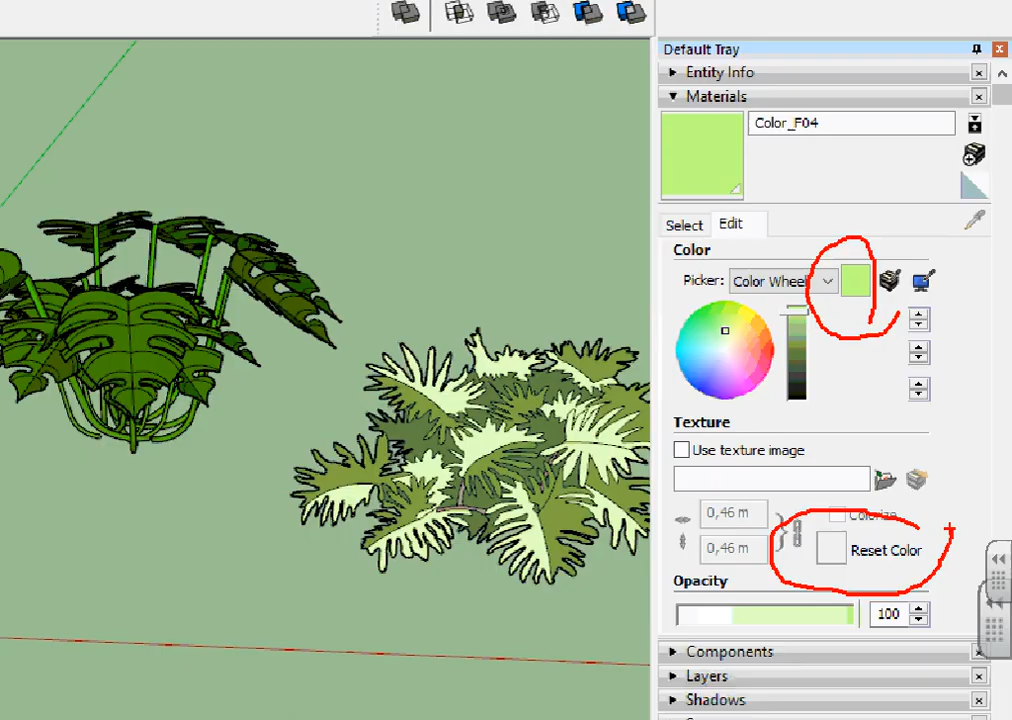 Default Tray
Entity Info
Materials
Color_F04
Select Edit
Color
Picker: Color Wheel
Texture
Use texture image
0,46 m
Colorize
0,46 m
Reset Color
Opacity
100
Components
Layers
Shadows